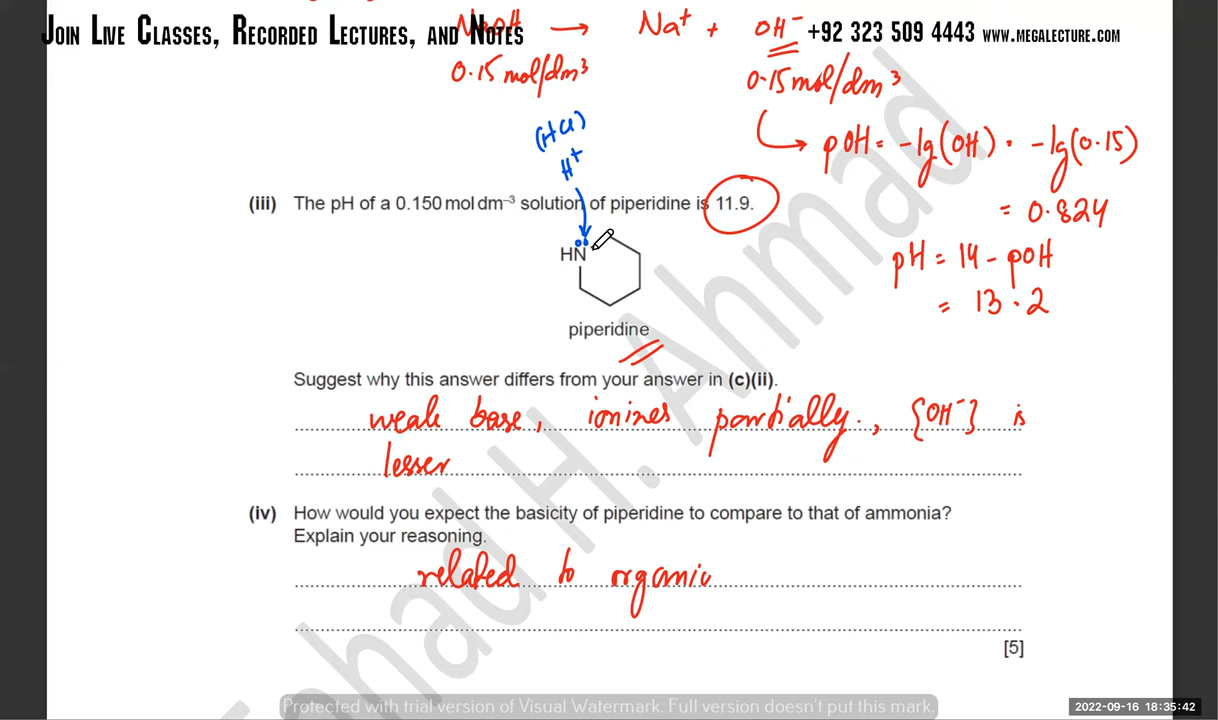 NaOH → Na⁺ + OH⁻
JOIN LIVE CLASSES, RECORDED LECTURES, AND NOTES +92 323 509 4443 WWW.MEGALECTURE.COM
0.15 mol/dm³ 0.15 mol/dm³
(HCl)
H⁺
pOH = -lg(OH) = -lg(0.15)
= 0.824
pH = 14 - pOH
= 13.2
(iii) The pH of a 0.150 mol dm⁻³ solution of piperidine is 11.9.
HN
piperidine
Suggest why this answer differs from your answer in (c)(ii).
weak base, ionizes partially., [OH⁻] is
lesser
(iv) How would you expect the basicity of piperidine to compare to that of ammonia?
Explain your reasoning.
related to organic
[5]
Fahad H. Ahmad
Protected with trial version of Visual Watermark. Full version doesn't put this mark.
2022-09-16 18:35:42